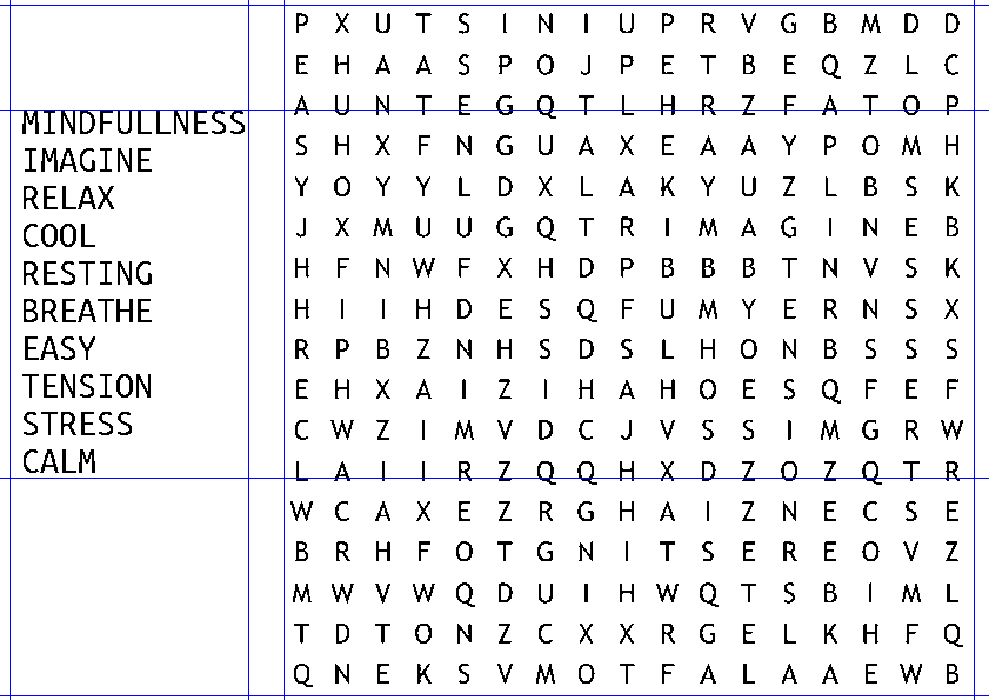 P X U T S I N I U P R V G B M D D
E H A A S P O J P E T B E Q Z L C
A U N T E G Q T L H R Z F A T O P
MINDFULLNESS
S H X F N G U A X E A A Y P O M H
IMAGINE
Y O Y Y L D X L A K Y U Z L B S K
RELAX
J X M U U G Q T R I M A G I N E B
COOL
H F N W F X H D P B B B T N V S K
RESTING
H I I H D E S Q F U M Y E R N S X
BREATHE
R P B Z N H S D S L H O N B S S S
EASY
E H X A I Z I H A H O E S Q F E F
TENSION
C W Z I M V D C J V S S I M G R W
STRESS
L A I I R Z Q Q H X D Z O Z Q T R
CALM
W C A X E Z R G H A I Z N E C S E
B R H F O T G N I T S E R E O V Z
M W V W Q D U I H W Q T S B I M L
T D T O N Z C X X R G E L K H F Q
Q N E K S V M O T F A L A A E W B